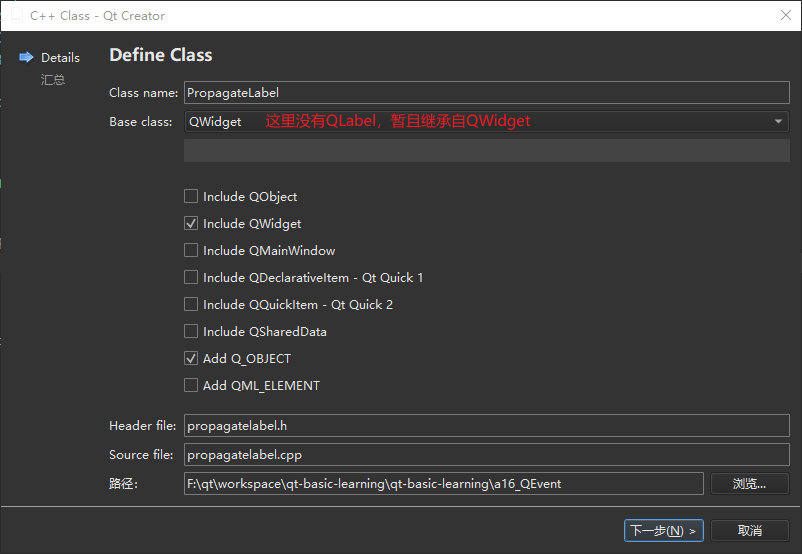 C++ Class - Qt Creator
Details
汇总
Define Class
Class name: PropagateLabel
Base class: QWidget 这里没有QLabel，暂且继承自QWidget
Include QObject
Include QWidget
Include QMainWindow
Include QDeclarativeItem - Qt Quick 1
Include QQuickItem - Qt Quick 2
Include QSharedData
Add Q_OBJECT
Add QML_ELEMENT
Header file: propagatelabel.h
Source file: propagatelabel.cpp
路径： F:\qt\workspace\qt-basic-learning\qt-basic-learning\a16_QEvent 浏览...
下一步(N) > 取消